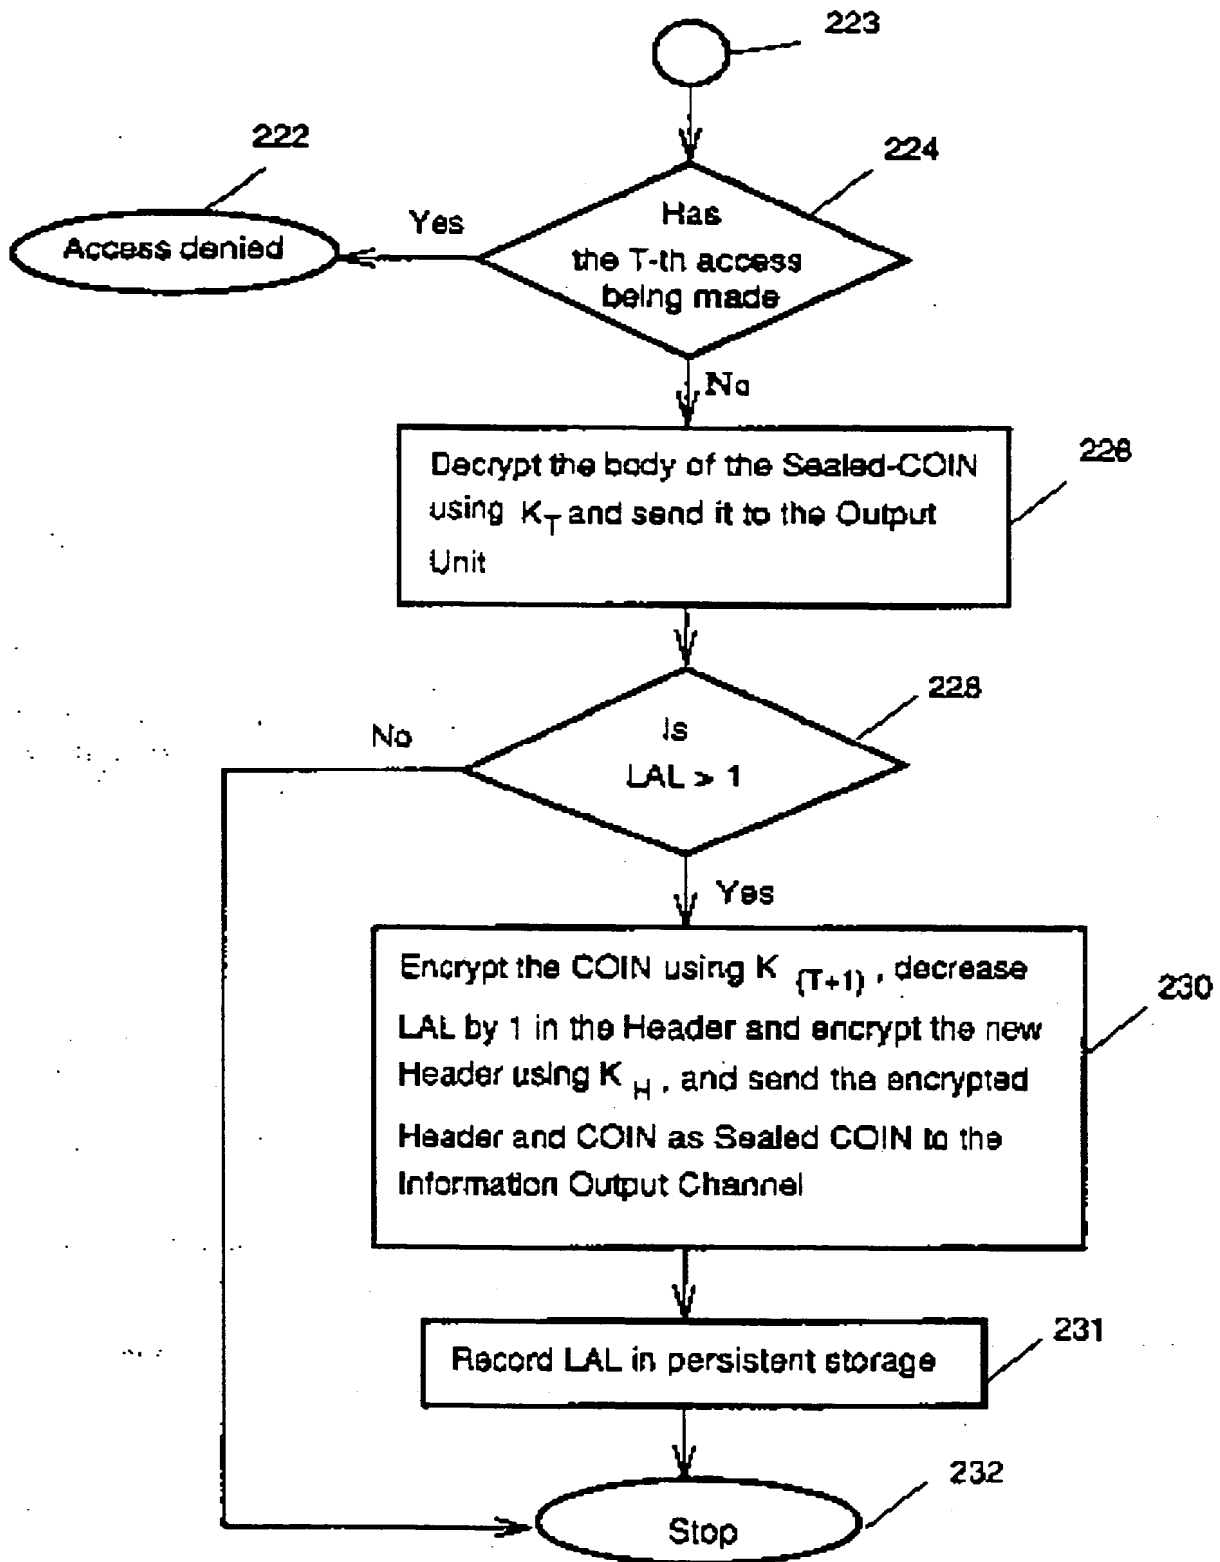 223
222
224
Yes
Access denied
Has
the T-th access
being made
No
226
Decrypt the body of the Sealed-COIN
using K_T and send it to the Output
Unit
228
No
Is
LAL > 1
Yes
230
Encrypt the COIN using K (T+1), decrease
LAL by 1 in the Header and encrypt the new
Header using K_H, and send the encrypted
Header and COIN as Sealed COIN to the
Information Output Channel
231
Record LAL in persistent storage
232
Stop